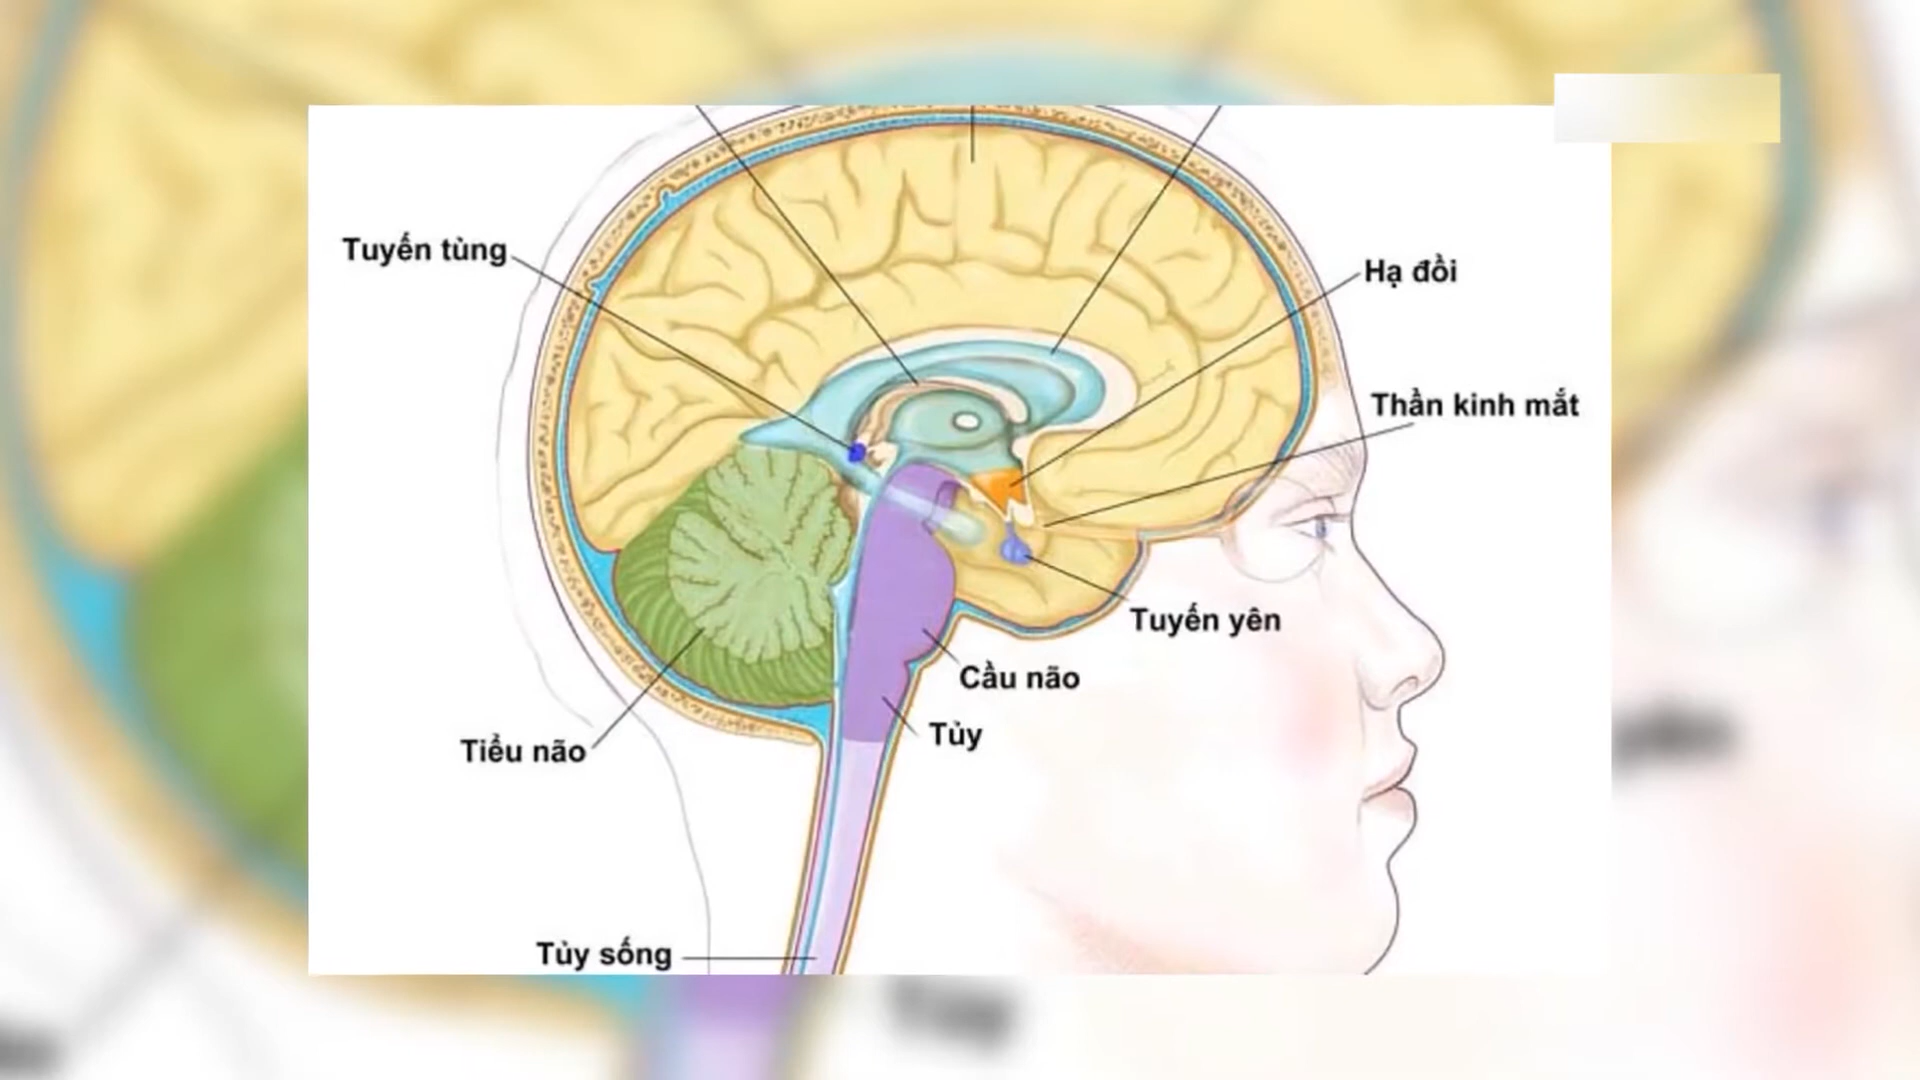 Tuyến tùng
Hạ đồi
Thần kinh mắt
Tuyến yên
Cầu não
Tủy
Tiểu não
Tủy sống